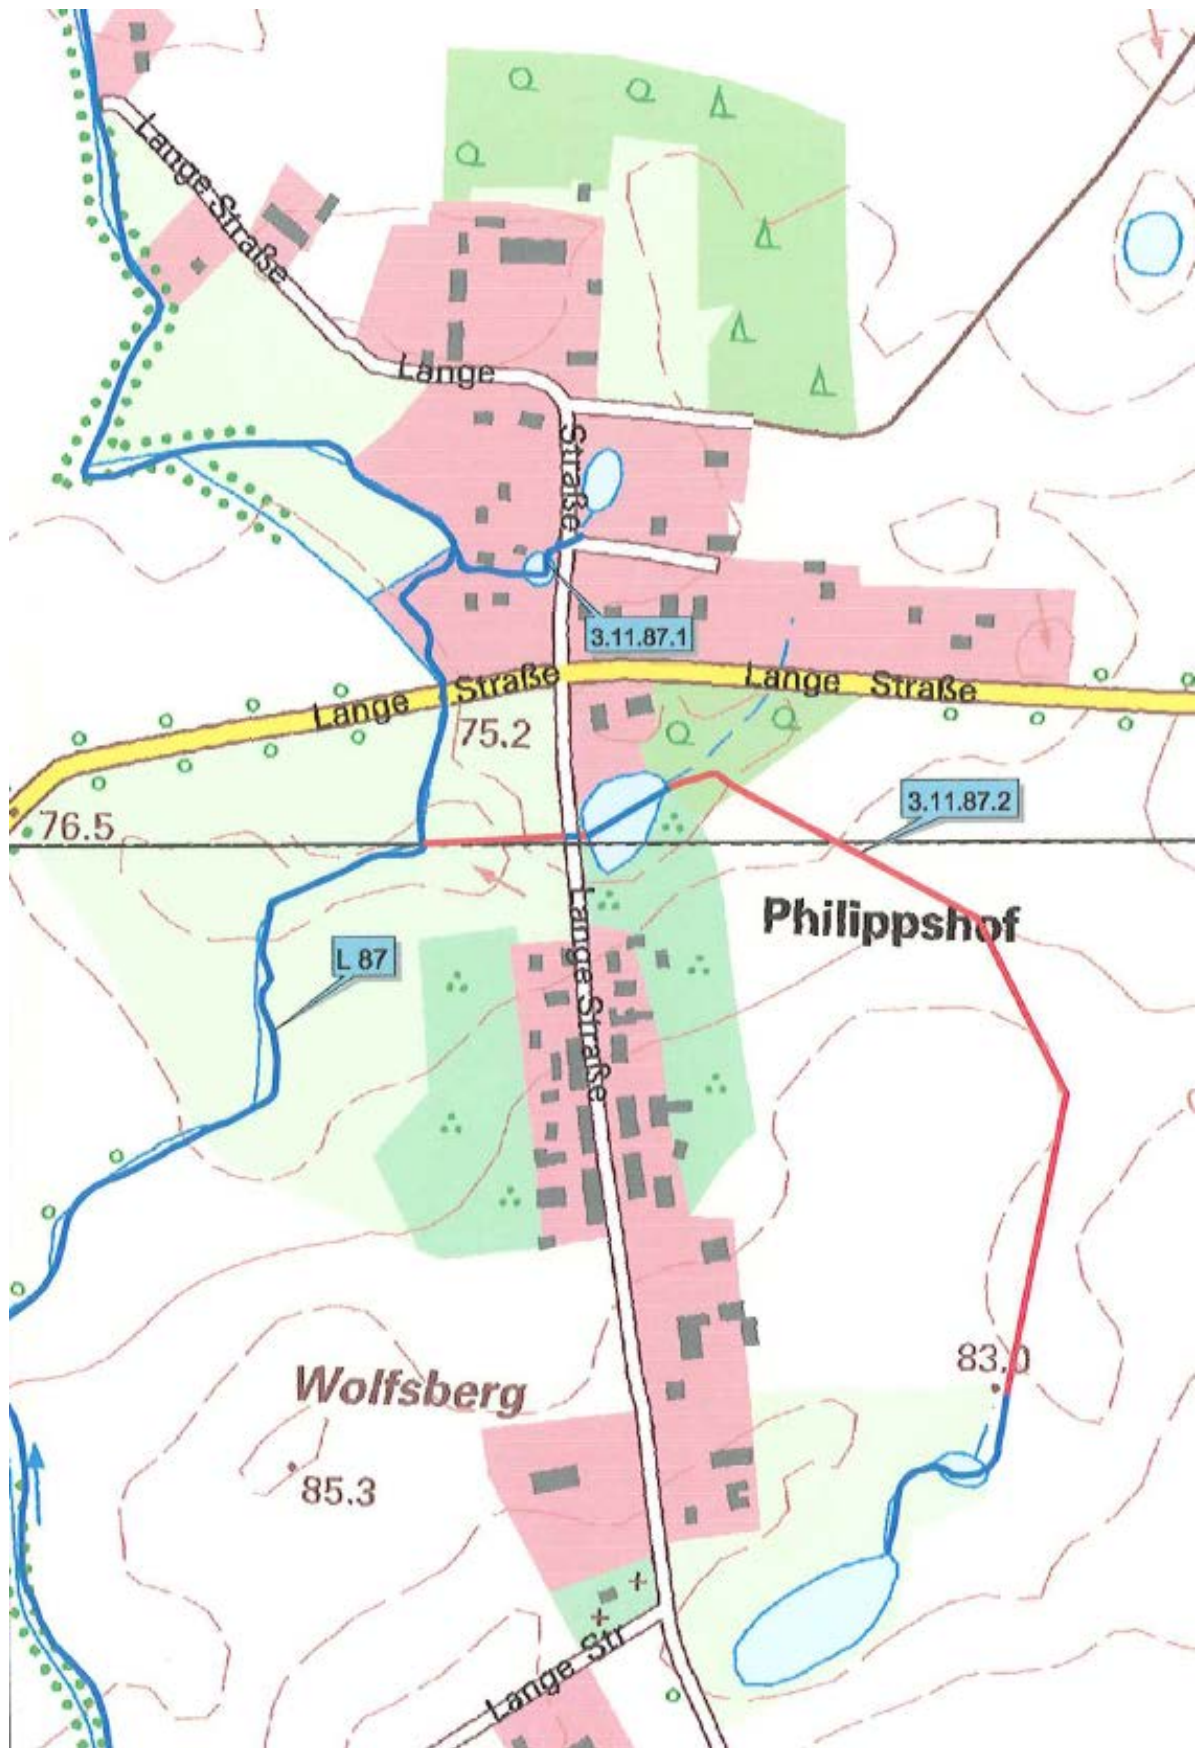 Lange Straße
Lange
Straße
3.11.87.1
Lange Straße
Lange Straße
75.2
76.5
3.11.87.2
Philippshof
Lange Straße
L 87
83.0
Wolfsberg
85.3
Lange Str